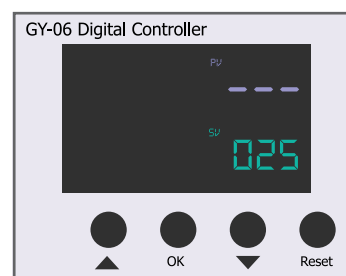 GY-06 Digital Controller
PV
---
SV
025
OK
Reset